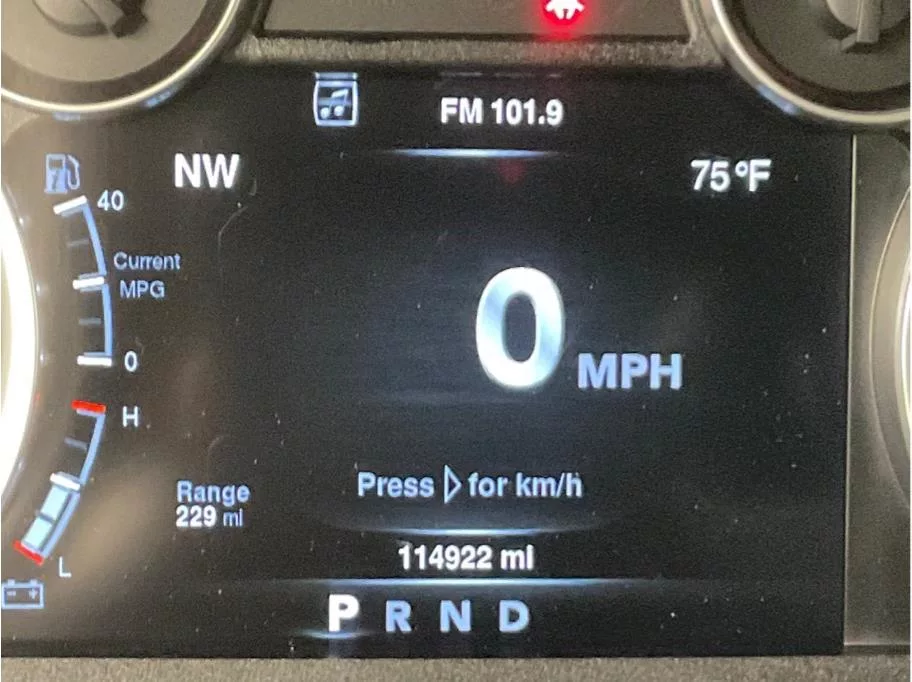 FM 101.9
NW
75°F
40
Current
MPG
0
0 MPH
H
Range
229 mi
Press ▷ for km/h
L
114922 mi
P R N D